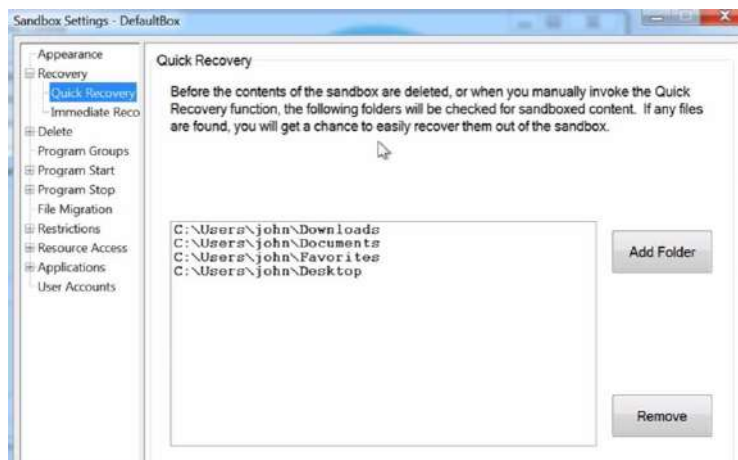 Sandbox Settings - DefaultBox
Appearance
Recovery
Quick Recovery
Immediate Reco
Delete
Program Groups
Program Start
Program Stop
File Migration
Restrictions
Resource Access
Applications
User Accounts
Quick Recovery
Before the contents of the sandbox are deleted, or when you manually invoke the Quick
Recovery function, the following folders will be checked for sandboxed content. If any files
are found, you will get a chance to easily recover them out of the sandbox.
C:\Users\john\Downloads
C:\Users\john\Documents
C:\Users\john\Favorites
C:\Users\john\Desktop
Add Folder
Remove